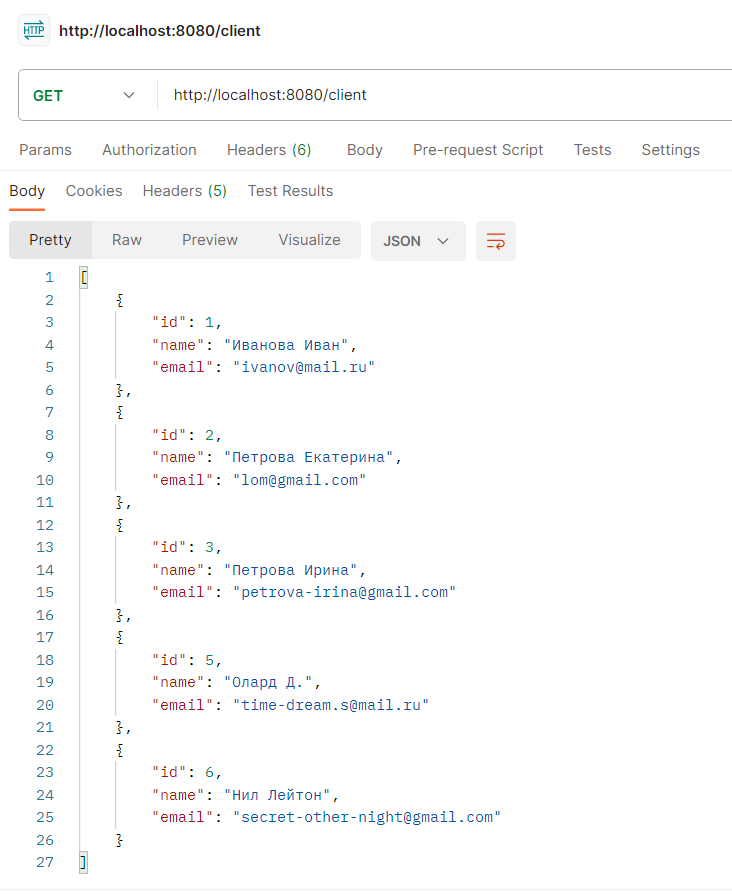 HTTP http://localhost:8080/client
GET http://localhost:8080/client
Params Authorization Headers (6) Body Pre-request Script Tests Settings
Body Cookies Headers (5) Test Results
Pretty Raw Preview Visualize JSON
1 [
2 {
3 "id": 1,
4 "name": "Иванова Иван",
5 "email": "ivanov@mail.ru"
6 },
7 {
8 "id": 2,
9 "name": "Петрова Екатерина",
10 "email": "lom@gmail.com"
11 },
12 {
13 "id": 3,
14 "name": "Петрова Ирина",
15 "email": "petrova-irina@gmail.com"
16 },
17 {
18 "id": 5,
19 "name": "Олард Д.",
20 "email": "time-dream.s@mail.ru"
21 },
22 {
23 "id": 6,
24 "name": "Нил Лейтон",
25 "email": "secret-other-night@gmail.com"
26 }
27 ]